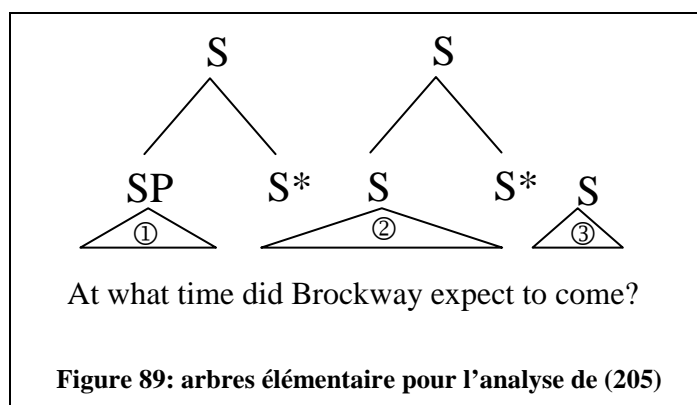 S S
SP S* S S* S
① ② ③
At what time did Brockway expect to come?
Figure 89: arbres élémentaire pour l’analyse de (205)